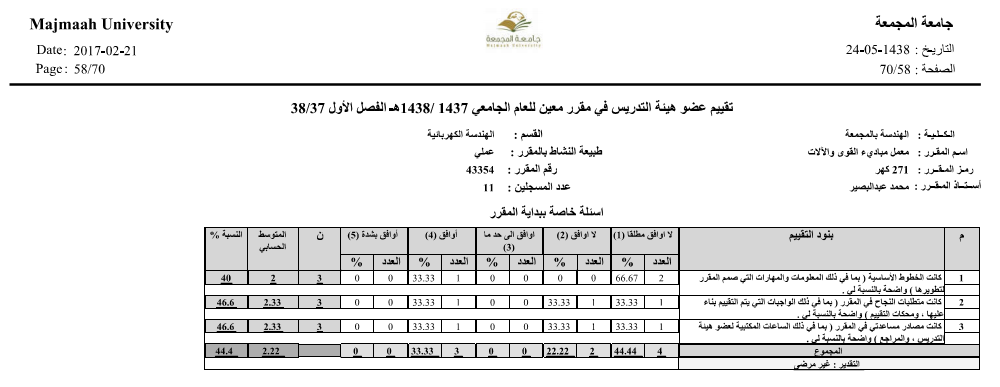 Majmaah University
جامعة المجمعة
جامعة المجمعة
Majmaah University
Date: 2017-02-21
التاريخ : 1438-05-24
Page: 58/70
الصفحة : 70/58
تقييم عضو هيئة التدريس في مقرر معين للعام الجامعي 1437 /1438هـ الفصل الأول 38/37
الكـلـيـة : الهندسة بالمجمعة
القسم : الهندسة الكهربائية
اسـم المقـرر : معمل مباديء القوى والآلات
طبيعة النشاط بالمقرر : عملي
رمـز المقـرر : 271 كهر
رقم المقرر : 43354
أسـتـاذ المقـرر : محمد عبدالبصير
عدد المسجلين : 11
اسئلة خاصة ببداية المقرر
م بنود التقييم لا اوافق مطلقا (1) لا اوافق (2) اوافق الى حد ما (3) أوافق (4) أوافق بشدة (5) ن المتوسط الحسابي النسبة %
العدد % العدد % العدد % العدد % العدد %
1 كانت الخطوط الأساسية ( بما في ذلك المعلومات والمهارات التي صمم المقرر 2 66.67 0 0 0 0 1 33.33 0 0 3 2 40
لتطويرها ) واضحة بالنسبة لي .
2 كانت متطلبات النجاح في المقرر ( بما في ذلك الواجبات التي يتم التقييم بناء 1 33.33 1 33.33 0 0 1 33.33 0 0 3 2.33 46.6
عليها ، ومحكات التقييم ) واضحة بالنسبة لي .
3 كانت مصادر مساعدتي في المقرر ( بما في ذلك الساعات المكتبية لعضو هيئة 1 33.33 1 33.33 0 0 1 33.33 0 0 3 2.33 46.6
التدريس ، والمراجع ) واضحة بالنسبة لي .
المجموع 4 44.44 2 22.22 0 0 3 33.33 0 0 2.22 44.4
التقدير : غير مرضي